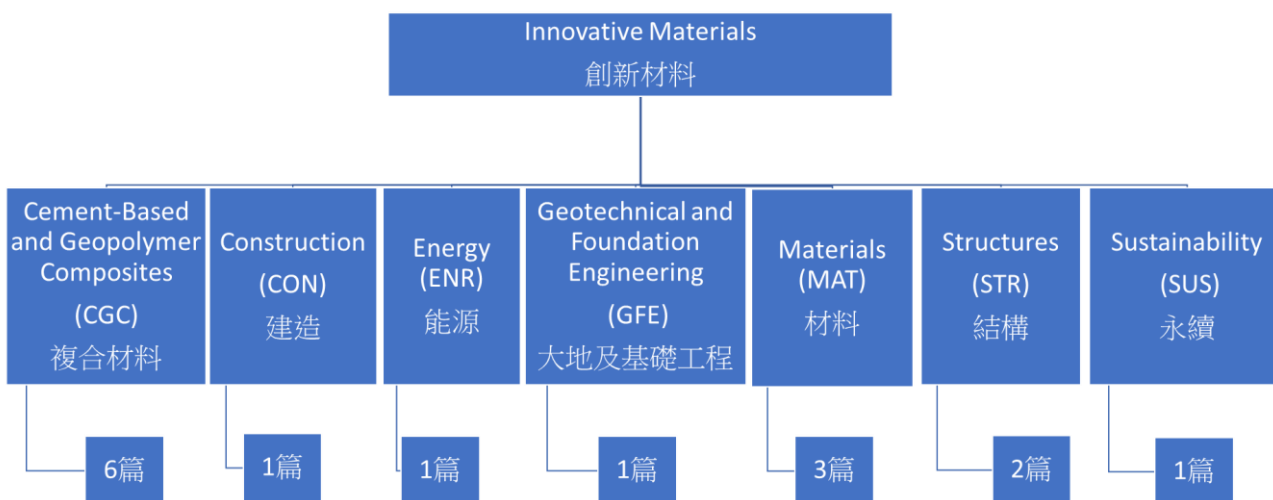 Innovative Materials
創新材料
Cement-Based
and Geopolymer
Composites
(CGC)
複合材料
Construction
(CON)
建造
Energy
(ENR)
能源
Geotechnical and
Foundation
Engineering
(GFE)
大地及基礎工程
Materials
(MAT)
材料
Structures
(STR)
結構
Sustainability
(SUS)
永續
6篇
1篇
1篇
1篇
3篇
2篇
1篇